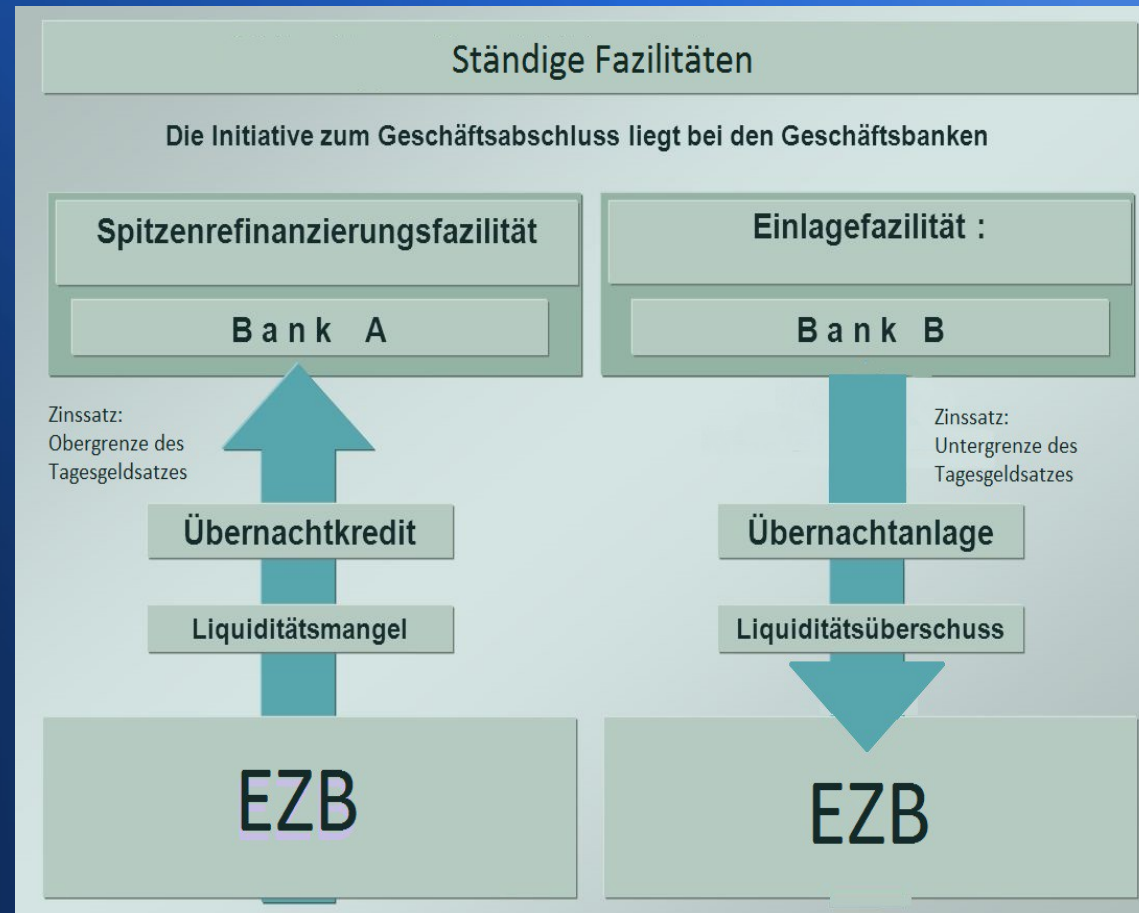 Ständige Fazilitäten
Die Initiative zum Geschäftsabschluss liegt bei den Geschäftsbanken
Spitzenrefinanzierungsfazilität
Bank A
Zinssatz:
Obergrenze des
Tagesgeldsatzes
Übernachtkredit
Liquiditätsmangel
EZB
Einlagefazilität :
Bank B
Zinssatz:
Untergrenze des
Tagesgeldsatzes
Übernachtanlage
Liquiditätsüberschuss
EZB